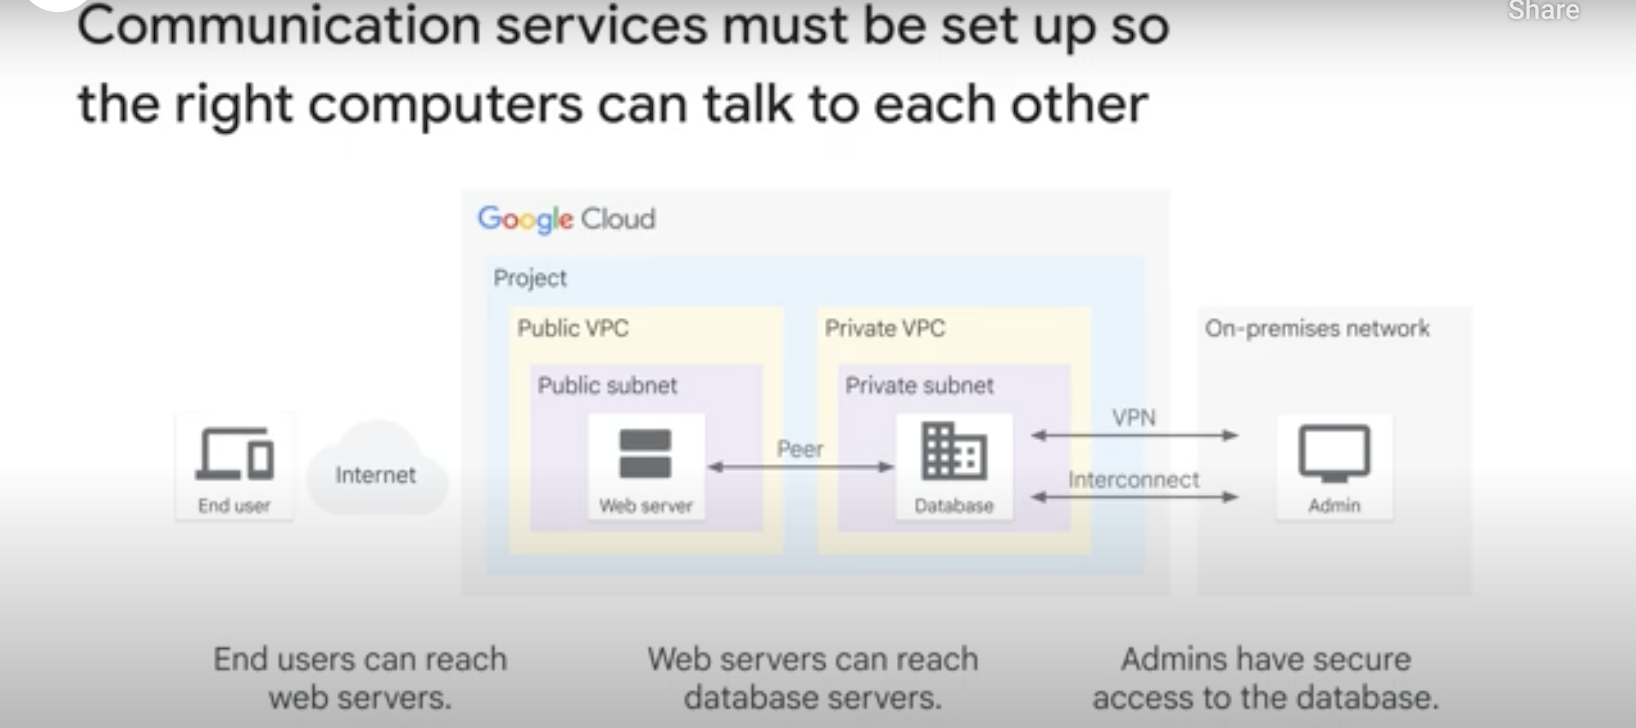 Share
Communication services must be set up so
the right computers can talk to each other
Google Cloud
Project
Public VPC
Private VPC
On-premises network
Public subnet
Private subnet
VPN
Peer
Internet
Interconnect
End user
Web server
Database
Admin
End users can reach
web servers.
Web servers can reach
database servers.
Admins have secure
access to the database.